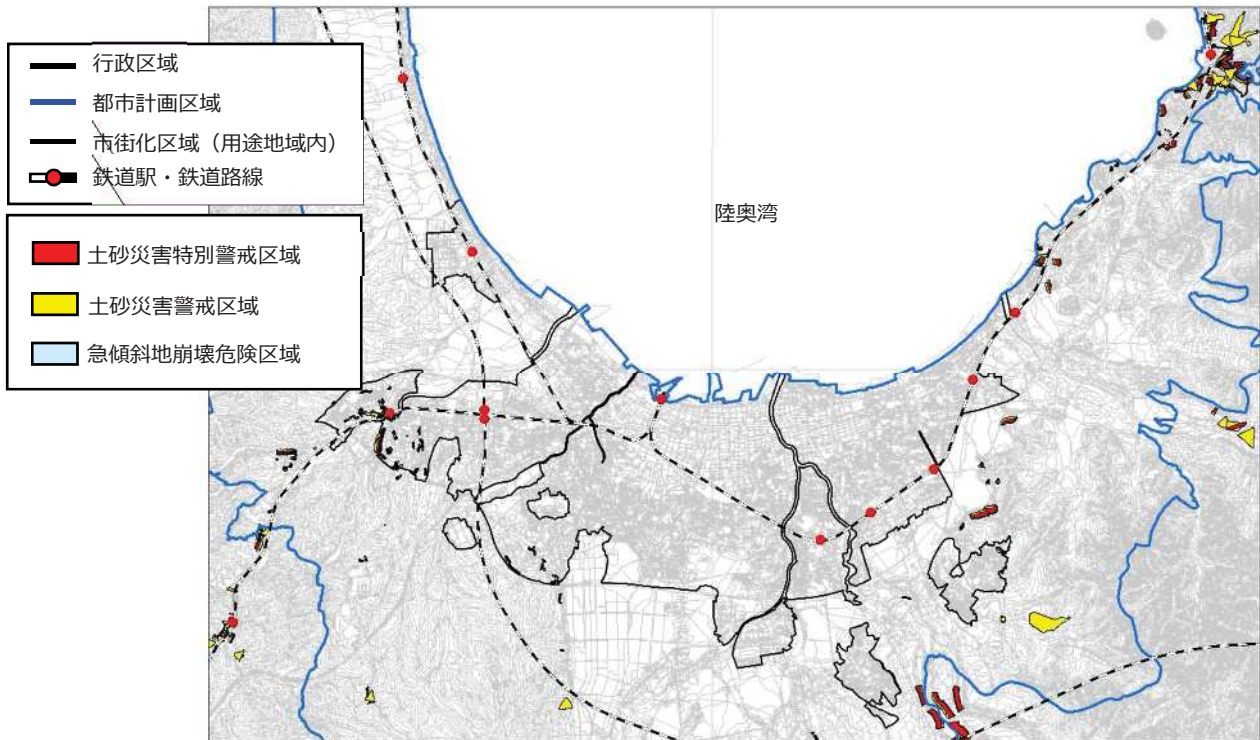 行政区域
都市計画区域
市街化区域（用途地域内）
鉄道駅・鉄道路線
土砂災害特別警戒区域
土砂災害警戒区域
急傾斜地崩壊危険区域
陸奥湾